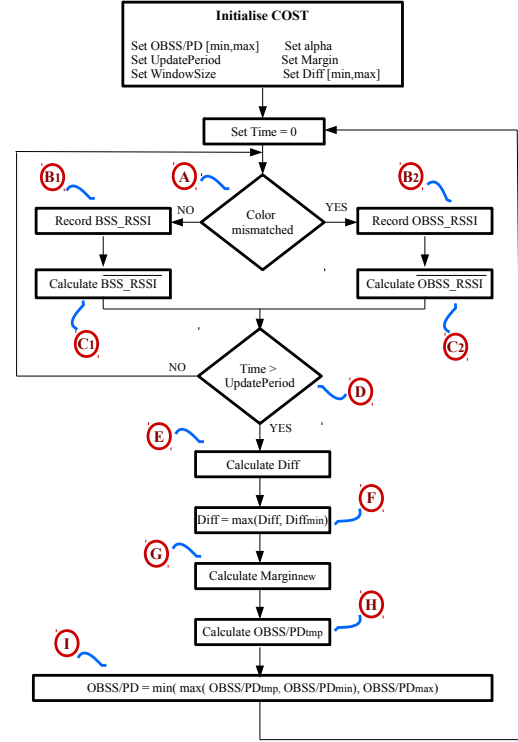 Initialise COST
Set OBSS/PD [min,max] Set alpha
Set UpdatePeriod Set Margin
Set WindowSize Set Diff [min,max]
Set Time = 0
A
B1
B2
NO
YES
Record BSS_RSSI
Color
mismatched
Record OBSS_RSSI
Calculate BSS_RSSI
Calculate OBSS_RSSI
C1
C2
NO
Time >
UpdatePeriod
D
YES
E
Calculate Diff
F
Diff = max(Diff, Diffmin)
G
Calculate Marginnew
H
Calculate OBSS/PDtmp
I
OBSS/PD = min( max( OBSS/PDtmp, OBSS/PDmin), OBSS/PDmax)